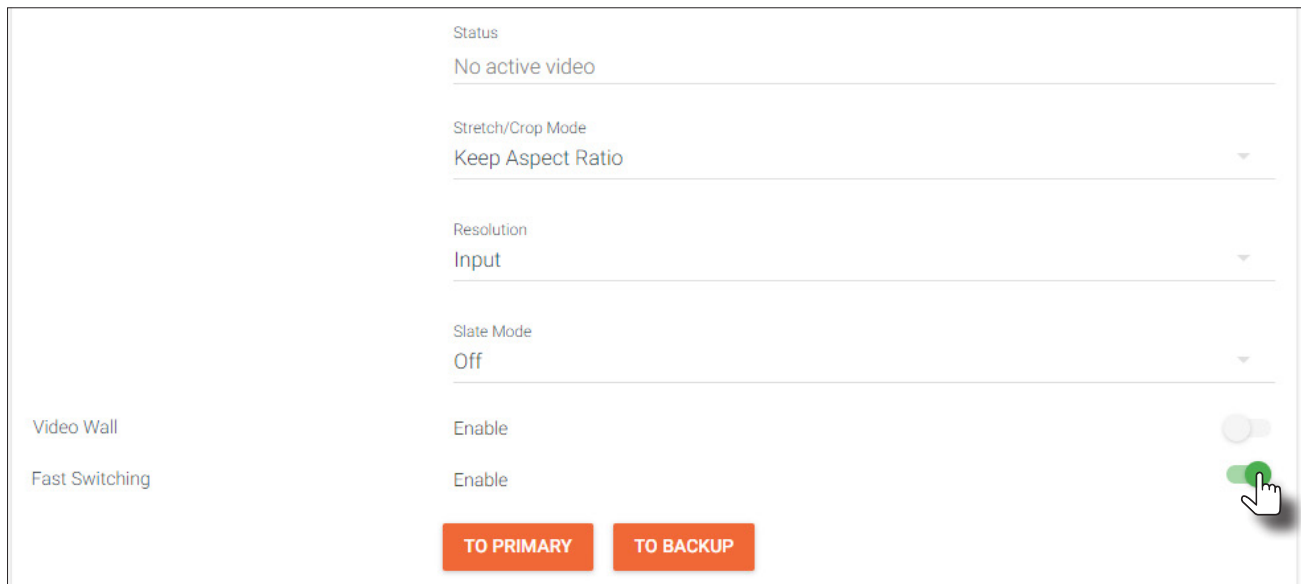 Status
No active video
Stretch/Crop Mode
Keep Aspect Ratio
Resolution
Input
Slate Mode
Off
Video Wall Enable
Fast Switching Enable
TO PRIMARY TO BACKUP